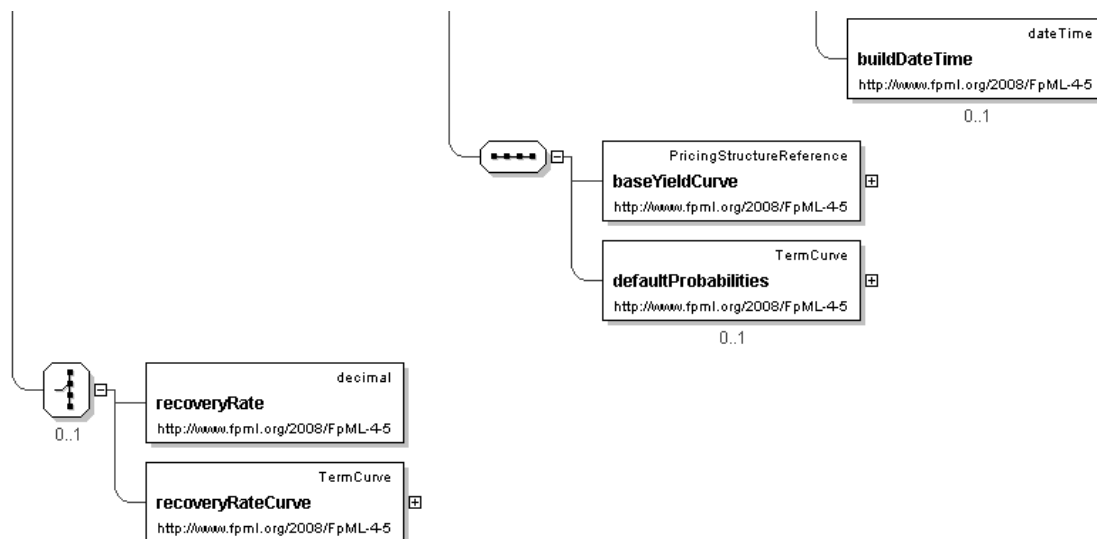 dateTime
buildDateTime
http://www.fpml.org/2008/FpML-4-5
0..1
PricingStructureReference
baseYieldCurve
http://www.fpml.org/2008/FpML-4-5
TermCurve
defaultProbabilities
http://www.fpml.org/2008/FpML-4-5
0..1
decimal
recoveryRate
http://www.fpml.org/2008/FpML-4-5
0..1
TermCurve
recoveryRateCurve
http://www.fpml.org/2008/FpML-4-5